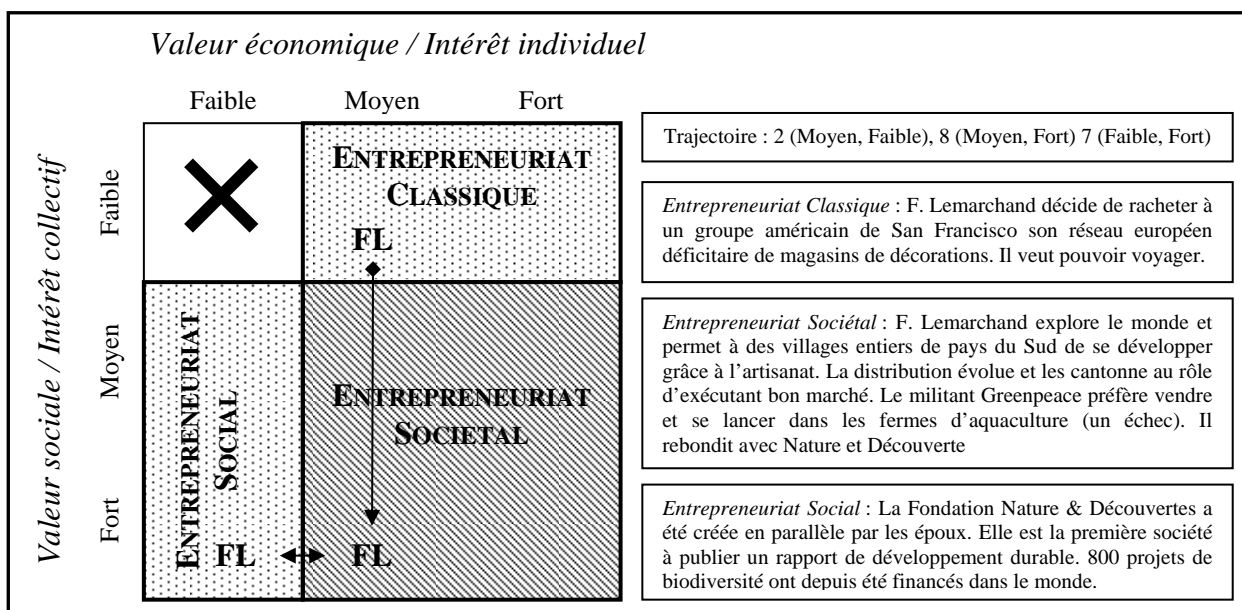 Valeur économique / Intérêt individuel
Faible Moyen Fort
Valeur sociale / Intérêt collectif
Faible
Moyen
Fort
ENTREPRENEURIAT
CLASSIQUE
FL
ENTREPRENEURIAT
SOCIAL
ENTREPRENEURIAT
SOCIETAL
FL FL
Trajectoire : 2 (Moyen, Faible), 8 (Moyen, Fort) 7 (Faible, Fort)
Entrepreneuriat Classique : F. Lemarchand décide de racheter à
un groupe américain de San Francisco son réseau européen
déficitaire de magasins de décorations. Il veut pouvoir voyager.
Entrepreneuriat Sociétal : F. Lemarchand explore le monde et
permet à des villages entiers de pays du Sud de se développer
grâce à l’artisanat. La distribution évolue et les cantonne au rôle
d’exécutant bon marché. Le militant Greenpeace préfère vendre
et se lancer dans les fermes d’aquaculture (un échec). Il
rebondit avec Nature et Découverte
Entrepreneuriat Social : La Fondation Nature & Découvertes a
été créée en parallèle par les époux. Elle est la première société
à publier un rapport de développement durable. 800 projets de
biodiversité ont depuis été financés dans le monde.